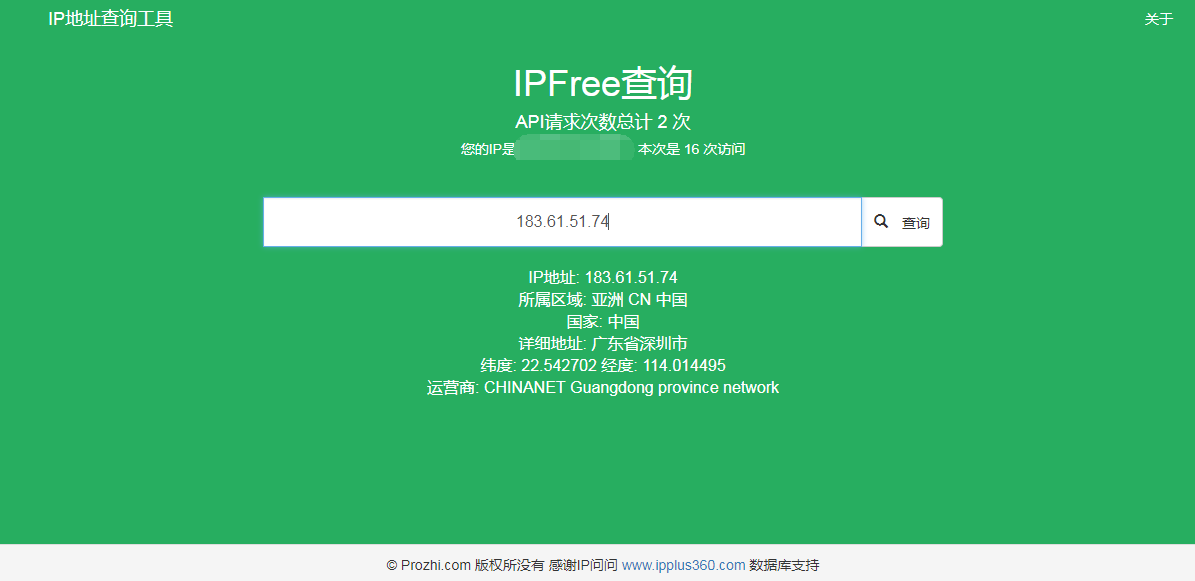 IP地址查询工具
关于
IPFree查询
API请求次数总计 2 次
您的IP是 本次是 16 次访问
183.61.51.74
查询
IP地址: 183.61.51.74
所属区域: 亚洲 CN 中国
国家: 中国
详细地址: 广东省深圳市
纬度: 22.542702 经度: 114.014495
运营商: CHINANET Guangdong province network
© Prozhi.com 版权所没有 感谢IP问问 www.ipplus360.com 数据库支持